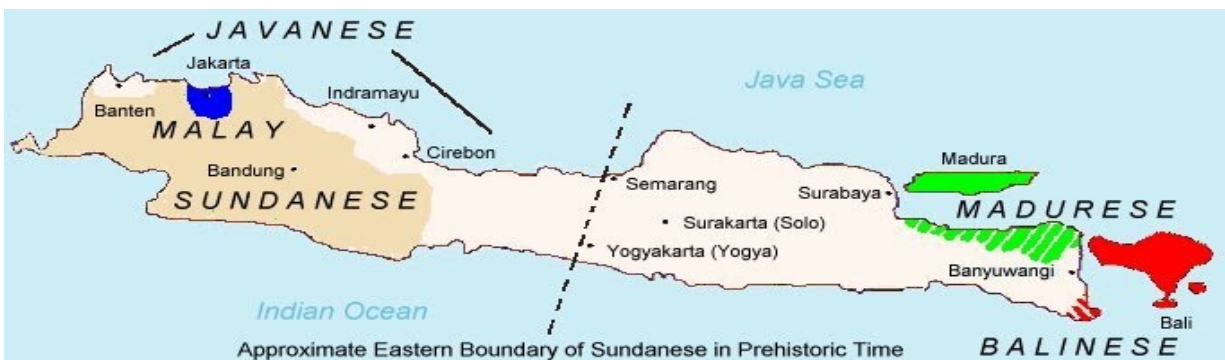 JAVANESE
Jakarta
Java Sea
Banten
Indramayu
MALAY
Cirebon
Madura
Bandung
Semarang
Surabaya
SUNDANESE
MADURESE
Surakarta (Solo)
Yogyakarta (Yogya)
Banyuwangi
Indian Ocean
Bali
Approximate Eastern Boundary of Sundanese in Prehistoric Time
BALINESE